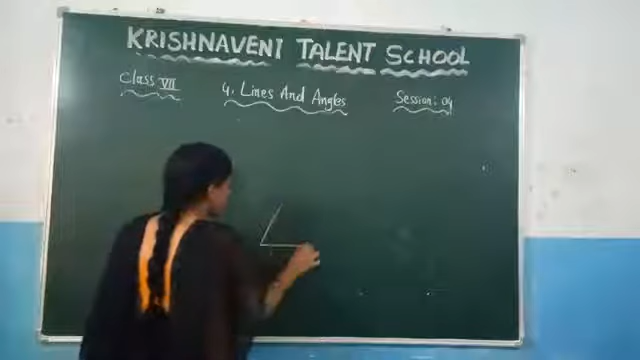 KRISHNAVENI TALENT SCHOOL
Class VII
4. Lines And Angles
Session: 04